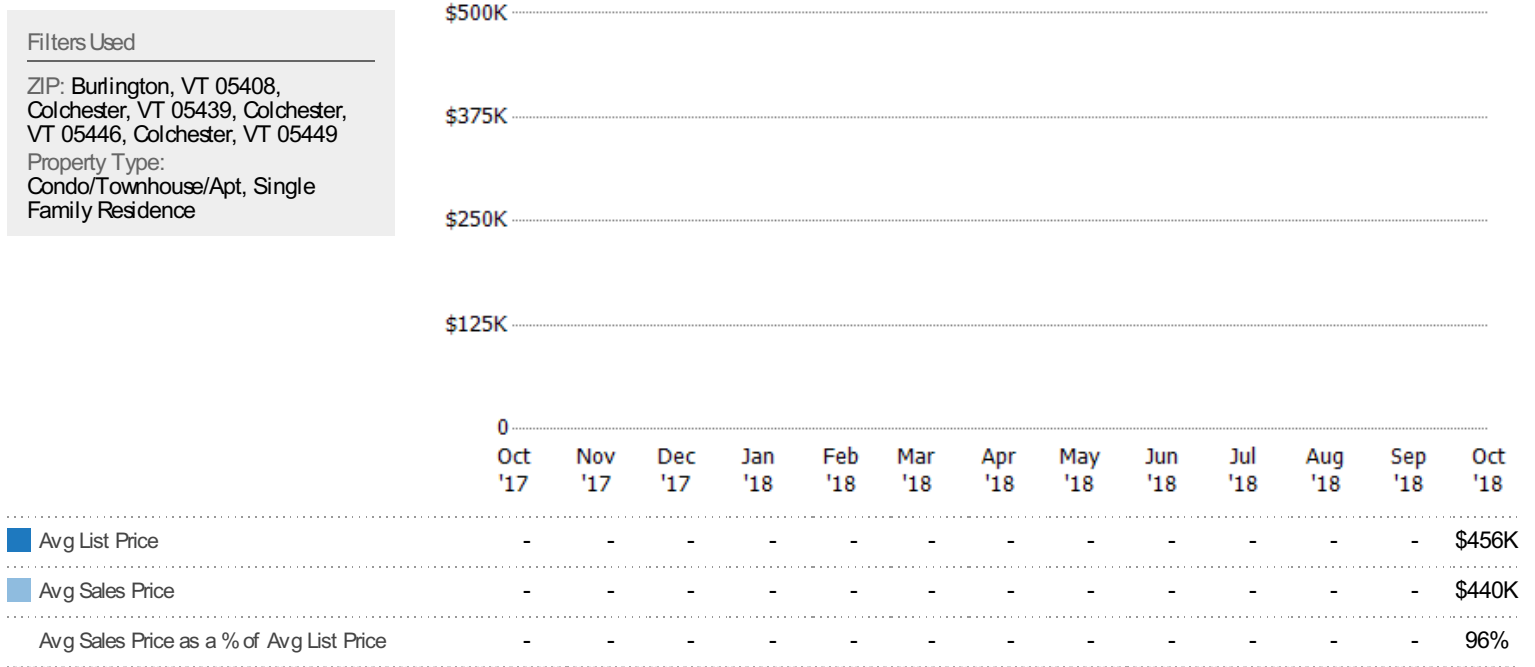 Filters Used
ZIP: Burlington, VT 05408,
Colchester, VT 05439, Colchester,
VT 05446, Colchester, VT 05449
Property Type:
Condo/Townhouse/Apt, Single
Family Residence
$500K
$375K
$250K
$125K
0
Oct Nov Dec Jan Feb Mar Apr May Jun Jul Aug Sep Oct
'17 '17 '17 '18 '18 '18 '18 '18 '18 '18 '18 '18 '18
Avg List Price - - - - - - - - - - - - $456K
Avg Sales Price - - - - - - - - - - - - $440K
Avg Sales Price as a % of Avg List Price - - - - - - - - - - - - 96%